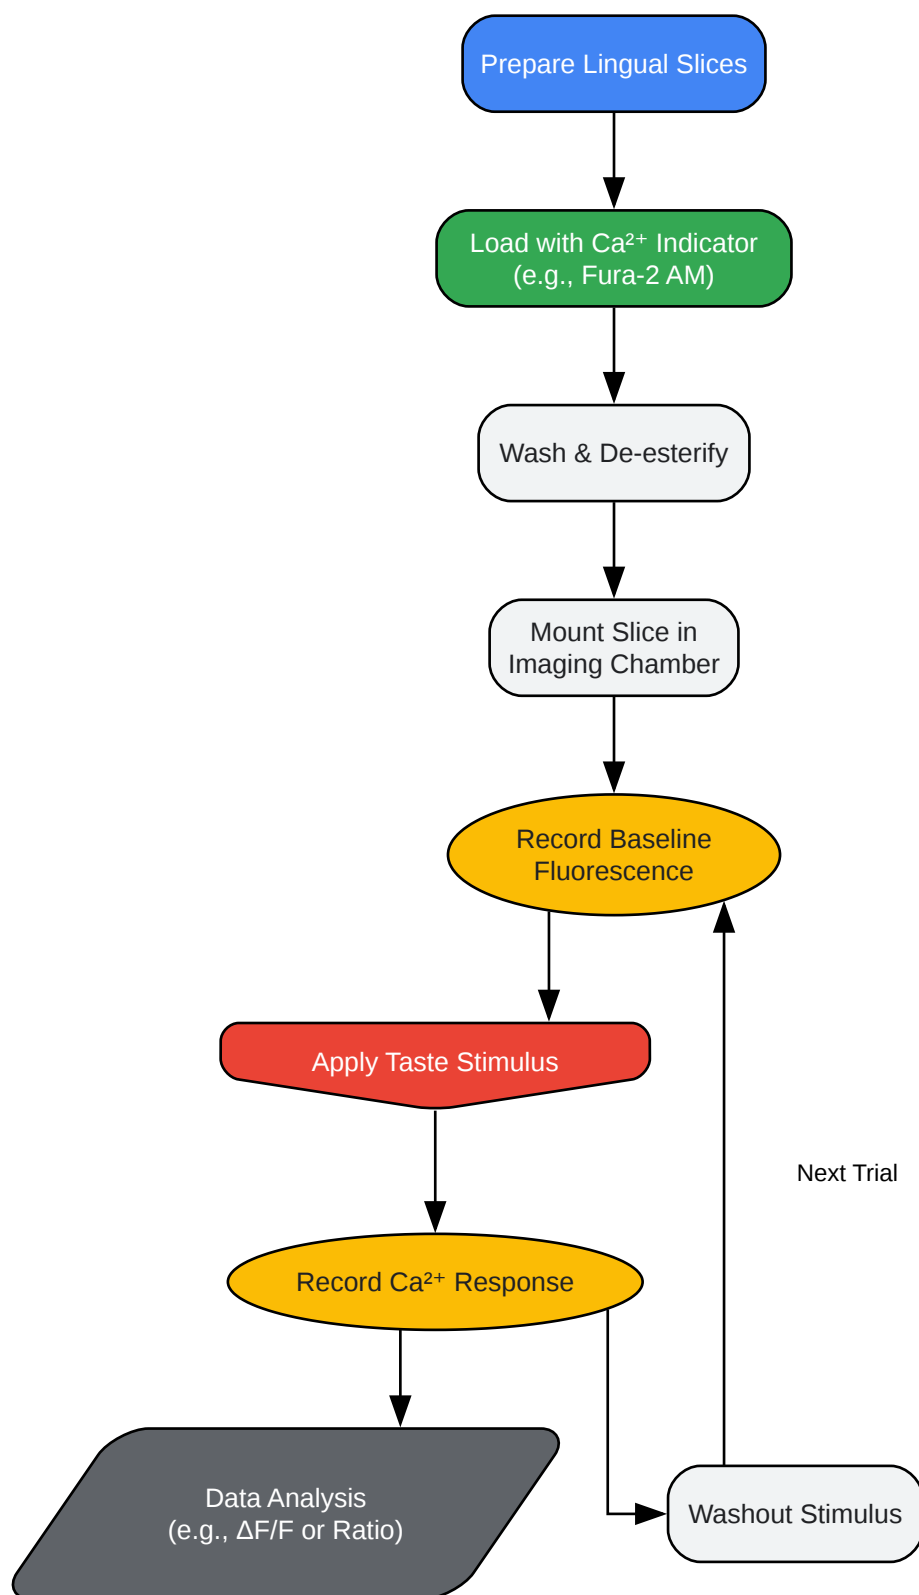 Prepare Lingual Slices
Load with Ca²⁺ Indicator
(e.g., Fura-2 AM)
Wash & De-esterify
Mount Slice in
Imaging Chamber
Record Baseline
Fluorescence
Apply Taste Stimulus
Next Trial
Record Ca²⁺ Response
Data Analysis
(e.g., ΔF/F or Ratio)
Washout Stimulus